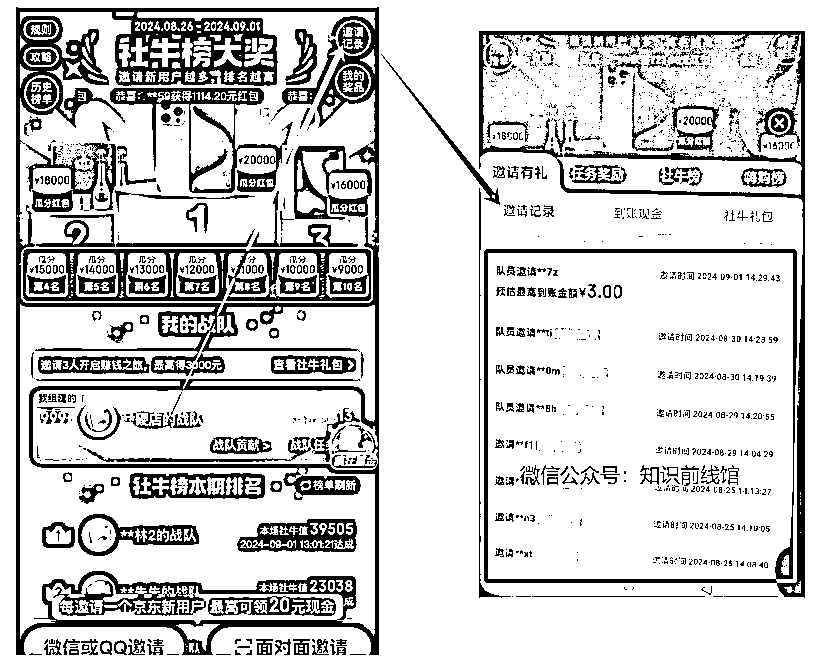 2024.08.26-2024.09.01
规则
邀请
记录
社牛榜大奖
攻略
邀请新用户越多 排名越高
历史
榜单
我的
奖品
恭喜:**59获得1114.20元红包
恭喜:
¥18000
瓜分红包
¥20000
瓜分红包
¥16000
瓜分红包
1
2
3
瓜分 瓜分 瓜分 瓜分 瓜分 瓜分 瓜分
¥15000 ¥14000 ¥13000 ¥12000 ¥10000 ¥9000
第4名 第5名 第6名 第7名 第8名 第9名 第10名
我的战队
邀请3人开启赚钱之旅，最高得3000元 查看社牛礼包 >
我组建的
999+
的战队
13
战队贡献 > 战队任
社牛榜本期排名
榜单刷新
1 **林2的战队
本场社牛值 39505
2024-09-01 13:01:21达成
2
本场社牛值 23038
每邀请一个京东新用户 最高可领20元现金
微信或QQ邀请
面对面邀请
¥18000
¥20000
邀请有礼 任务奖励 社牛榜
邀请记录 到账现金 社牛礼包
队员邀请**7z 邀请时间 2024-09-01 14:29:43
预估最高到账金额¥3.00
队员邀请**ti 邀请时间 2024-08-30 14:23:59
队员邀请**0m 邀请时间 2024-08-30 14:19:39
队员邀请**8h 邀请时间 2024-08-29 14:20:55
邀请**f1 邀请时间 2024-08-29 14:04:29
微信公众号：知识前线馆
邀请 邀请时间 2024-08-25 14:13:27
邀请**n3 邀请时间 2024-08-25 14:10:05
邀请**xt 邀请时间 2024-08-25 14:08:40